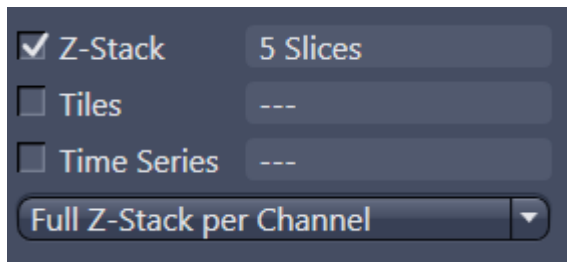 Z-Stack 5 Slices
Tiles ---
Time Series ---
Full Z-Stack per Channel